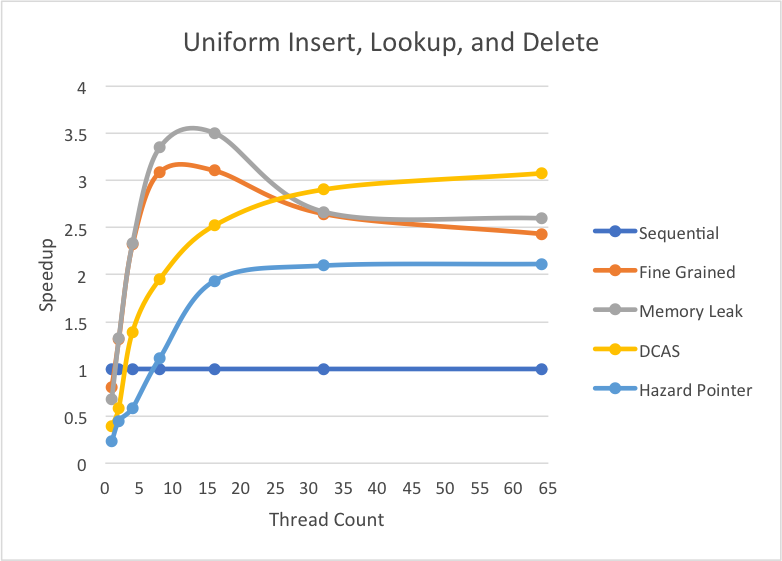 Uniform Insert, Lookup, and Delete
4
3.5
3
2.5
2
1.5
1
0.5
0
Speedup
0 5 10 15 20 25 30 35 40 45 50 55 60 65
Thread Count
Sequential
Fine Grained
Memory Leak
DCAS
Hazard Pointer